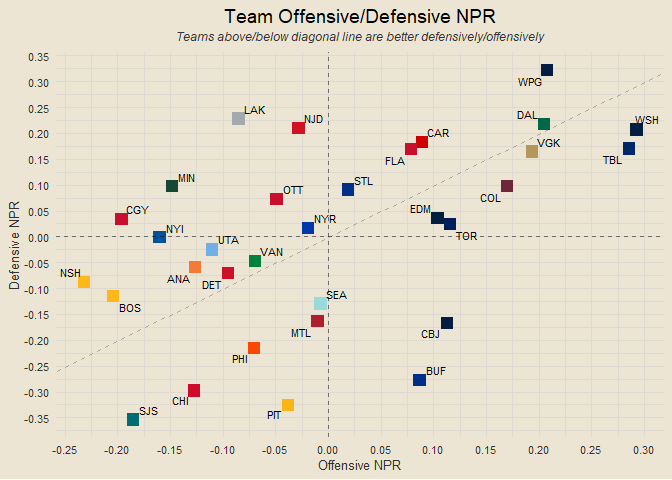 Team Offensive/Defensive NPR
Teams above/below diagonal line are better defensively/offensively
0.35
WPG
0.30
0.25
LAK
NJD
DAL
WSH
0.20
CAR
VGK
FLA
TBL
0.15
MIN
STL
0.10
OTT
COL
0.05
CGY
NYR
EDM
NYI
TOR
0.00
UTA
VAN
-0.05
NSH
ANA
DET
-0.10
SEA
BOS
-0.15
MTL
CBJ
-0.20
PHI
-0.25
BUF
-0.30
CHI
PIT
SJS
-0.35
Defensive NPR
-0.25 -0.20 -0.15 -0.10 -0.05 0.00 0.05 0.10 0.15 0.20 0.25 0.30
Offensive NPR